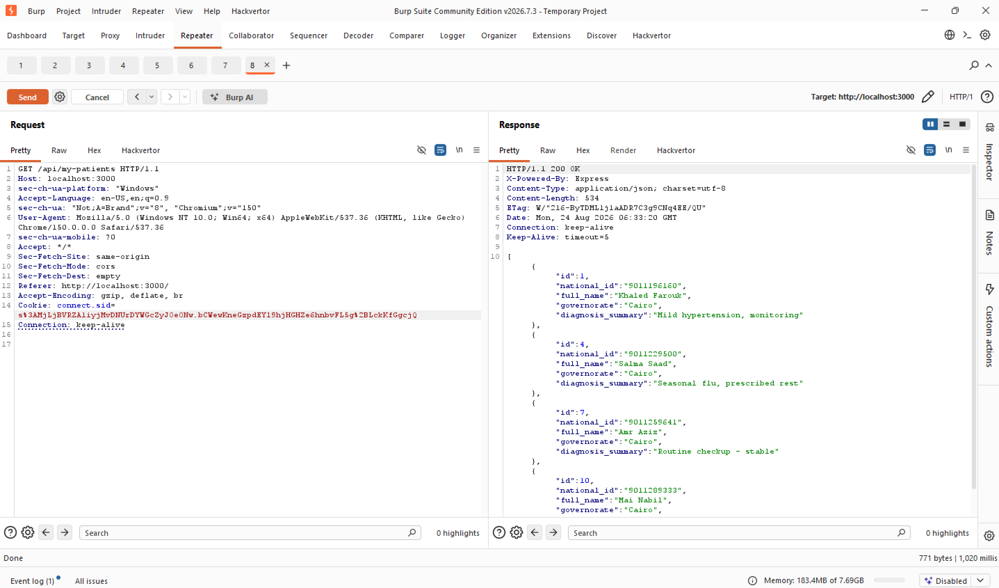 Burp Project Intruder Repeater View Help Hackvertor Burp Suite Community Edition v2026.7.3 - Temporary Project
Dashboard Target Proxy Intruder Repeater Collaborator Sequencer Decoder Comparer Logger Organizer Extensions Discover Hackvertor
1 2 3 4 5 6 7 8
Send Cancel Burp AI Target: http://localhost:3000 HTTP/1
Request
Pretty Raw Hex Hackvertor \n
1 GET /api/my-patients HTTP/1.1
2 Host: localhost:3000
3 sec-ch-ua-platform: "Windows"
4 Accept-Language: en-US,en;q=0.9
5 sec-ch-ua: "Not;A=Brand";v="8", "Chromium";v="150"
6 User-Agent: Mozilla/5.0 (Windows NT 10.0; Win64; x64) AppleWebKit/537.36 (KHTML, like Gecko)
Chrome/150.0.0.0 Safari/537.36
7 sec-ch-ua-mobile: ?0
8 Accept: */*
9 Sec-Fetch-Site: same-origin
10 Sec-Fetch-Mode: cors
11 Sec-Fetch-Dest: empty
12 Referer: http://localhost:3000/
13 Accept-Encoding: gzip, deflate, br
14 Cookie: connect.sid=
s%3AMjLjBVRZAliyjMvDNUrDYWGcZyJ0e0Nw.bCWewKneGzpdEYl9hjHGHZe6hnbvFL5g%2BLckKfGgcjQ
15 Connection: keep-alive
16
17
Search 0 highlights
Response
Pretty Raw Hex Render Hackvertor \n
1 HTTP/1.1 200 OK
2 X-Powered-By: Express
3 Content-Type: application/json; charset=utf-8
4 Content-Length: 534
5 ETag: W/"216-ByTDML1j1aADR7C3g9CNq4EE/QU"
6 Date: Mon, 24 Aug 2026 06:33:20 GMT
7 Connection: keep-alive
8 Keep-Alive: timeout=5
9
10 [
{
"id":1,
"national_id":"9011196160",
"full_name":"Khaled Farouk",
"governorate":"Cairo",
"diagnosis_summary":"Mild hypertension, monitoring"
},
{
"id":4,
"national_id":"9011229500",
"full_name":"Salma Saad",
"governorate":"Cairo",
"diagnosis_summary":"Seasonal flu, prescribed rest"
},
{
"id":7,
"national_id":"9011259641",
"full_name":"Amr Aziz",
"governorate":"Cairo",
"diagnosis_summary":"Routine checkup - stable"
},
{
"id":10,
"national_id":"9011289333",
"full_name":"Mai Nabil",
"governorate":"Cairo",
Search 0 highlights
Inspector
Notes
Custom actions
Done 771 bytes | 1,020 millis
Event log (1) All issues Memory: 183.4MB of 7.69GB Disabled